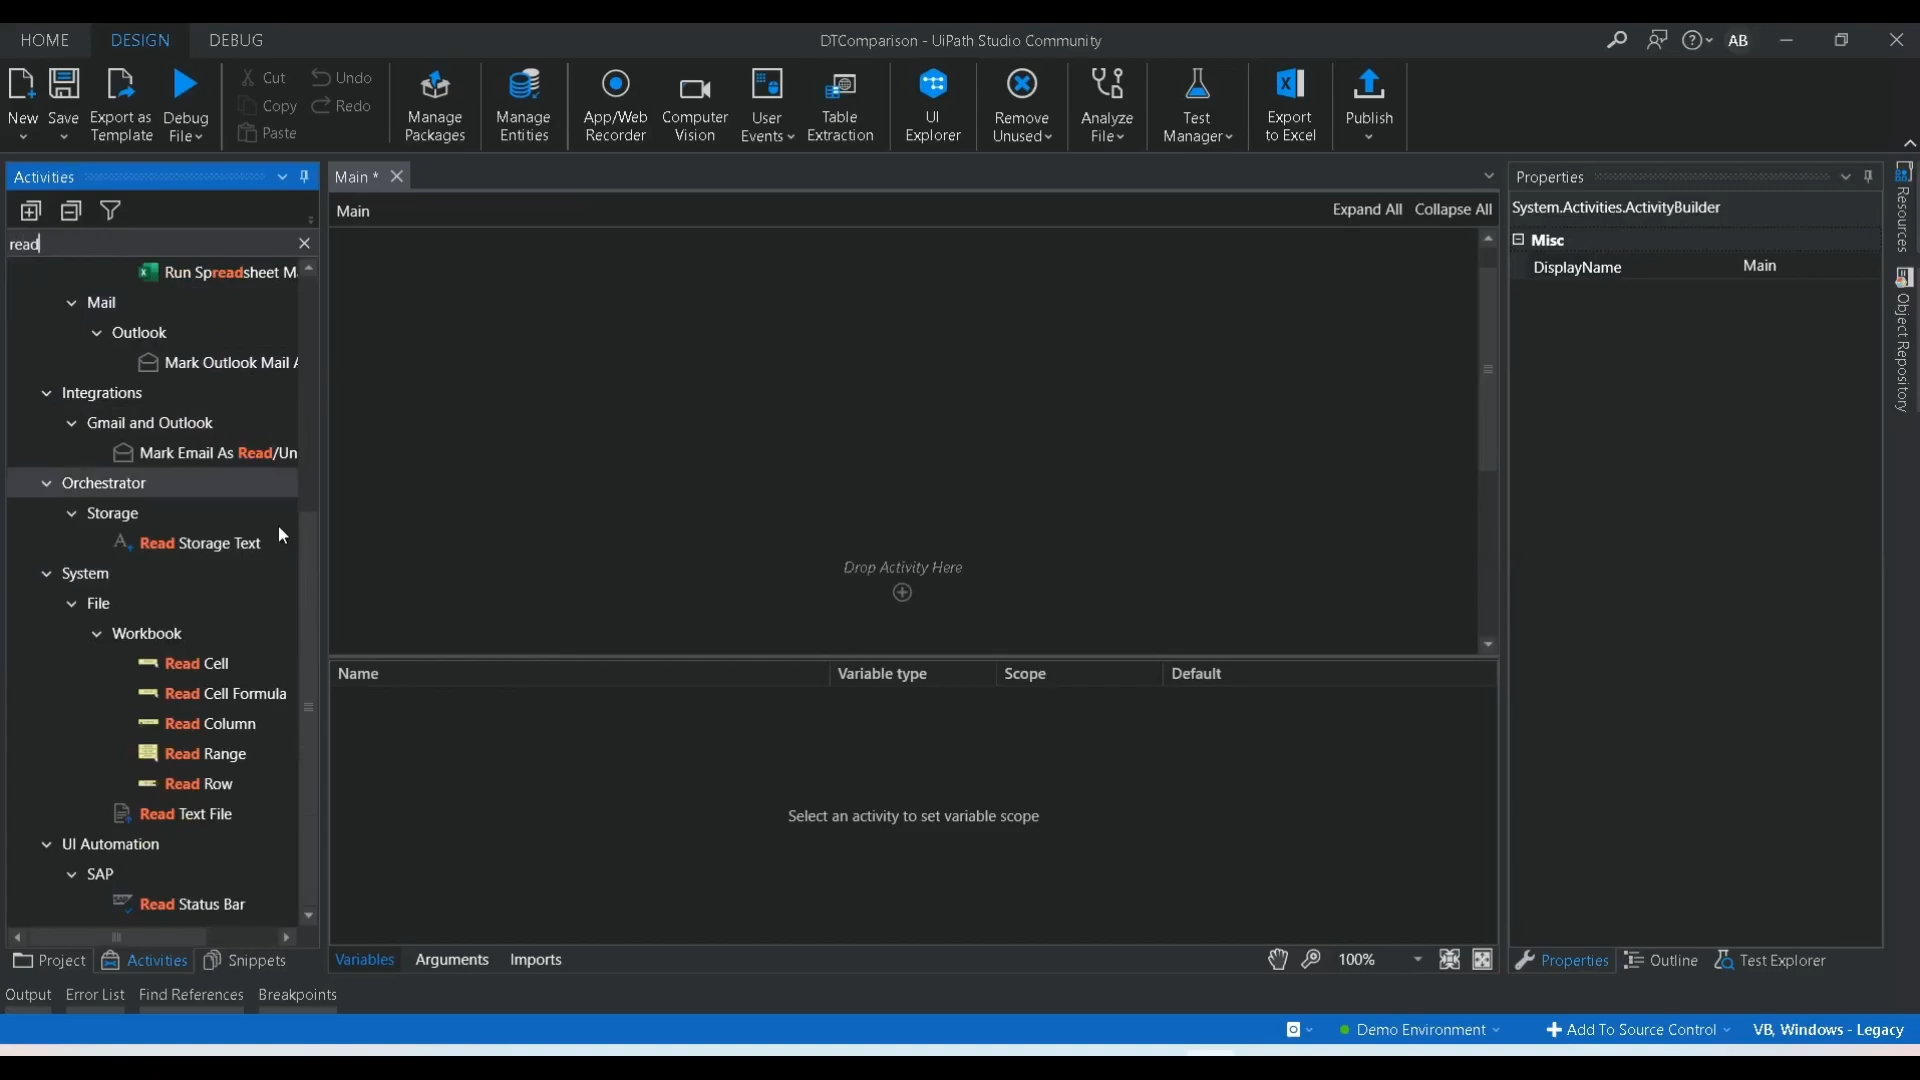 HOME DESIGN DEBUG DTComparison - UiPath Studio Community AB
New Save Export as Template Debug File Cut Copy Paste Undo Redo Manage Packages Manage Entities App/Web Recorder Computer Vision User Events Table Extraction UI Explorer Remove Unused Analyze File Test Manager Export to Excel Publish
Activities
read
Run Spreadsheet M
Mail
Outlook
Mark Outlook Mail A
Integrations
Gmail and Outlook
Mark Email As Read/Un
Orchestrator
Storage
Read Storage Text
System
File
Workbook
Read Cell
Read Cell Formula
Read Column
Read Range
Read Row
Read Text File
UI Automation
SAP
Read Status Bar
Project Activities Snippets
Main *
Main Expand All Collapse All
Drop Activity Here
Name Variable type Scope Default
Select an activity to set variable scope
Variables Arguments Imports 100%
Properties
System.Activities.ActivityBuilder
Misc
DisplayName Main
Properties Outline Test Explorer
Resources
Object Repository
Output Error List Find References Breakpoints
Demo Environment Add To Source Control VB, Windows - Legacy